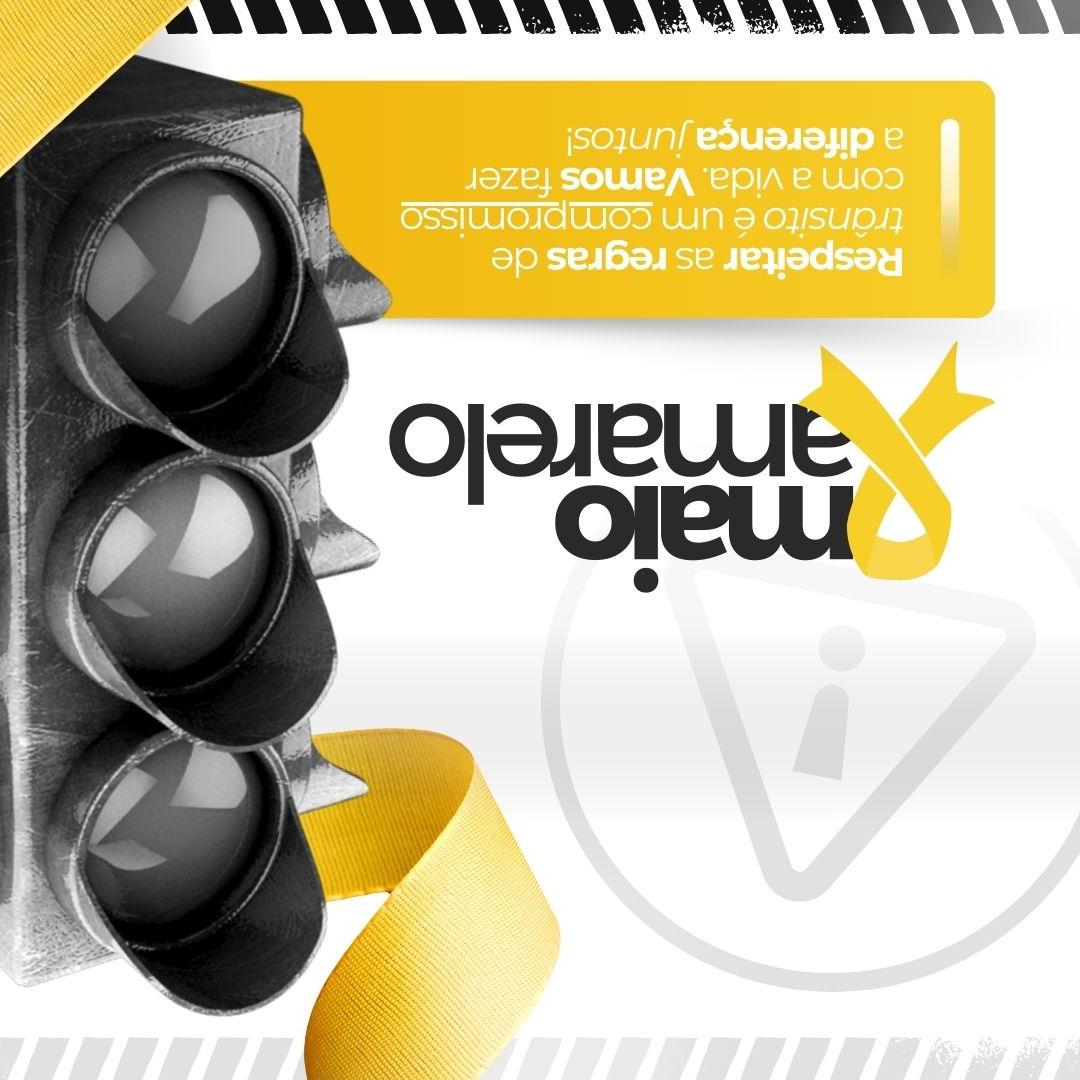 maio
amarelo
Respeitar as regras de
trânsito é um compromisso
com a vida. Vamos fazer
a diferença juntos!